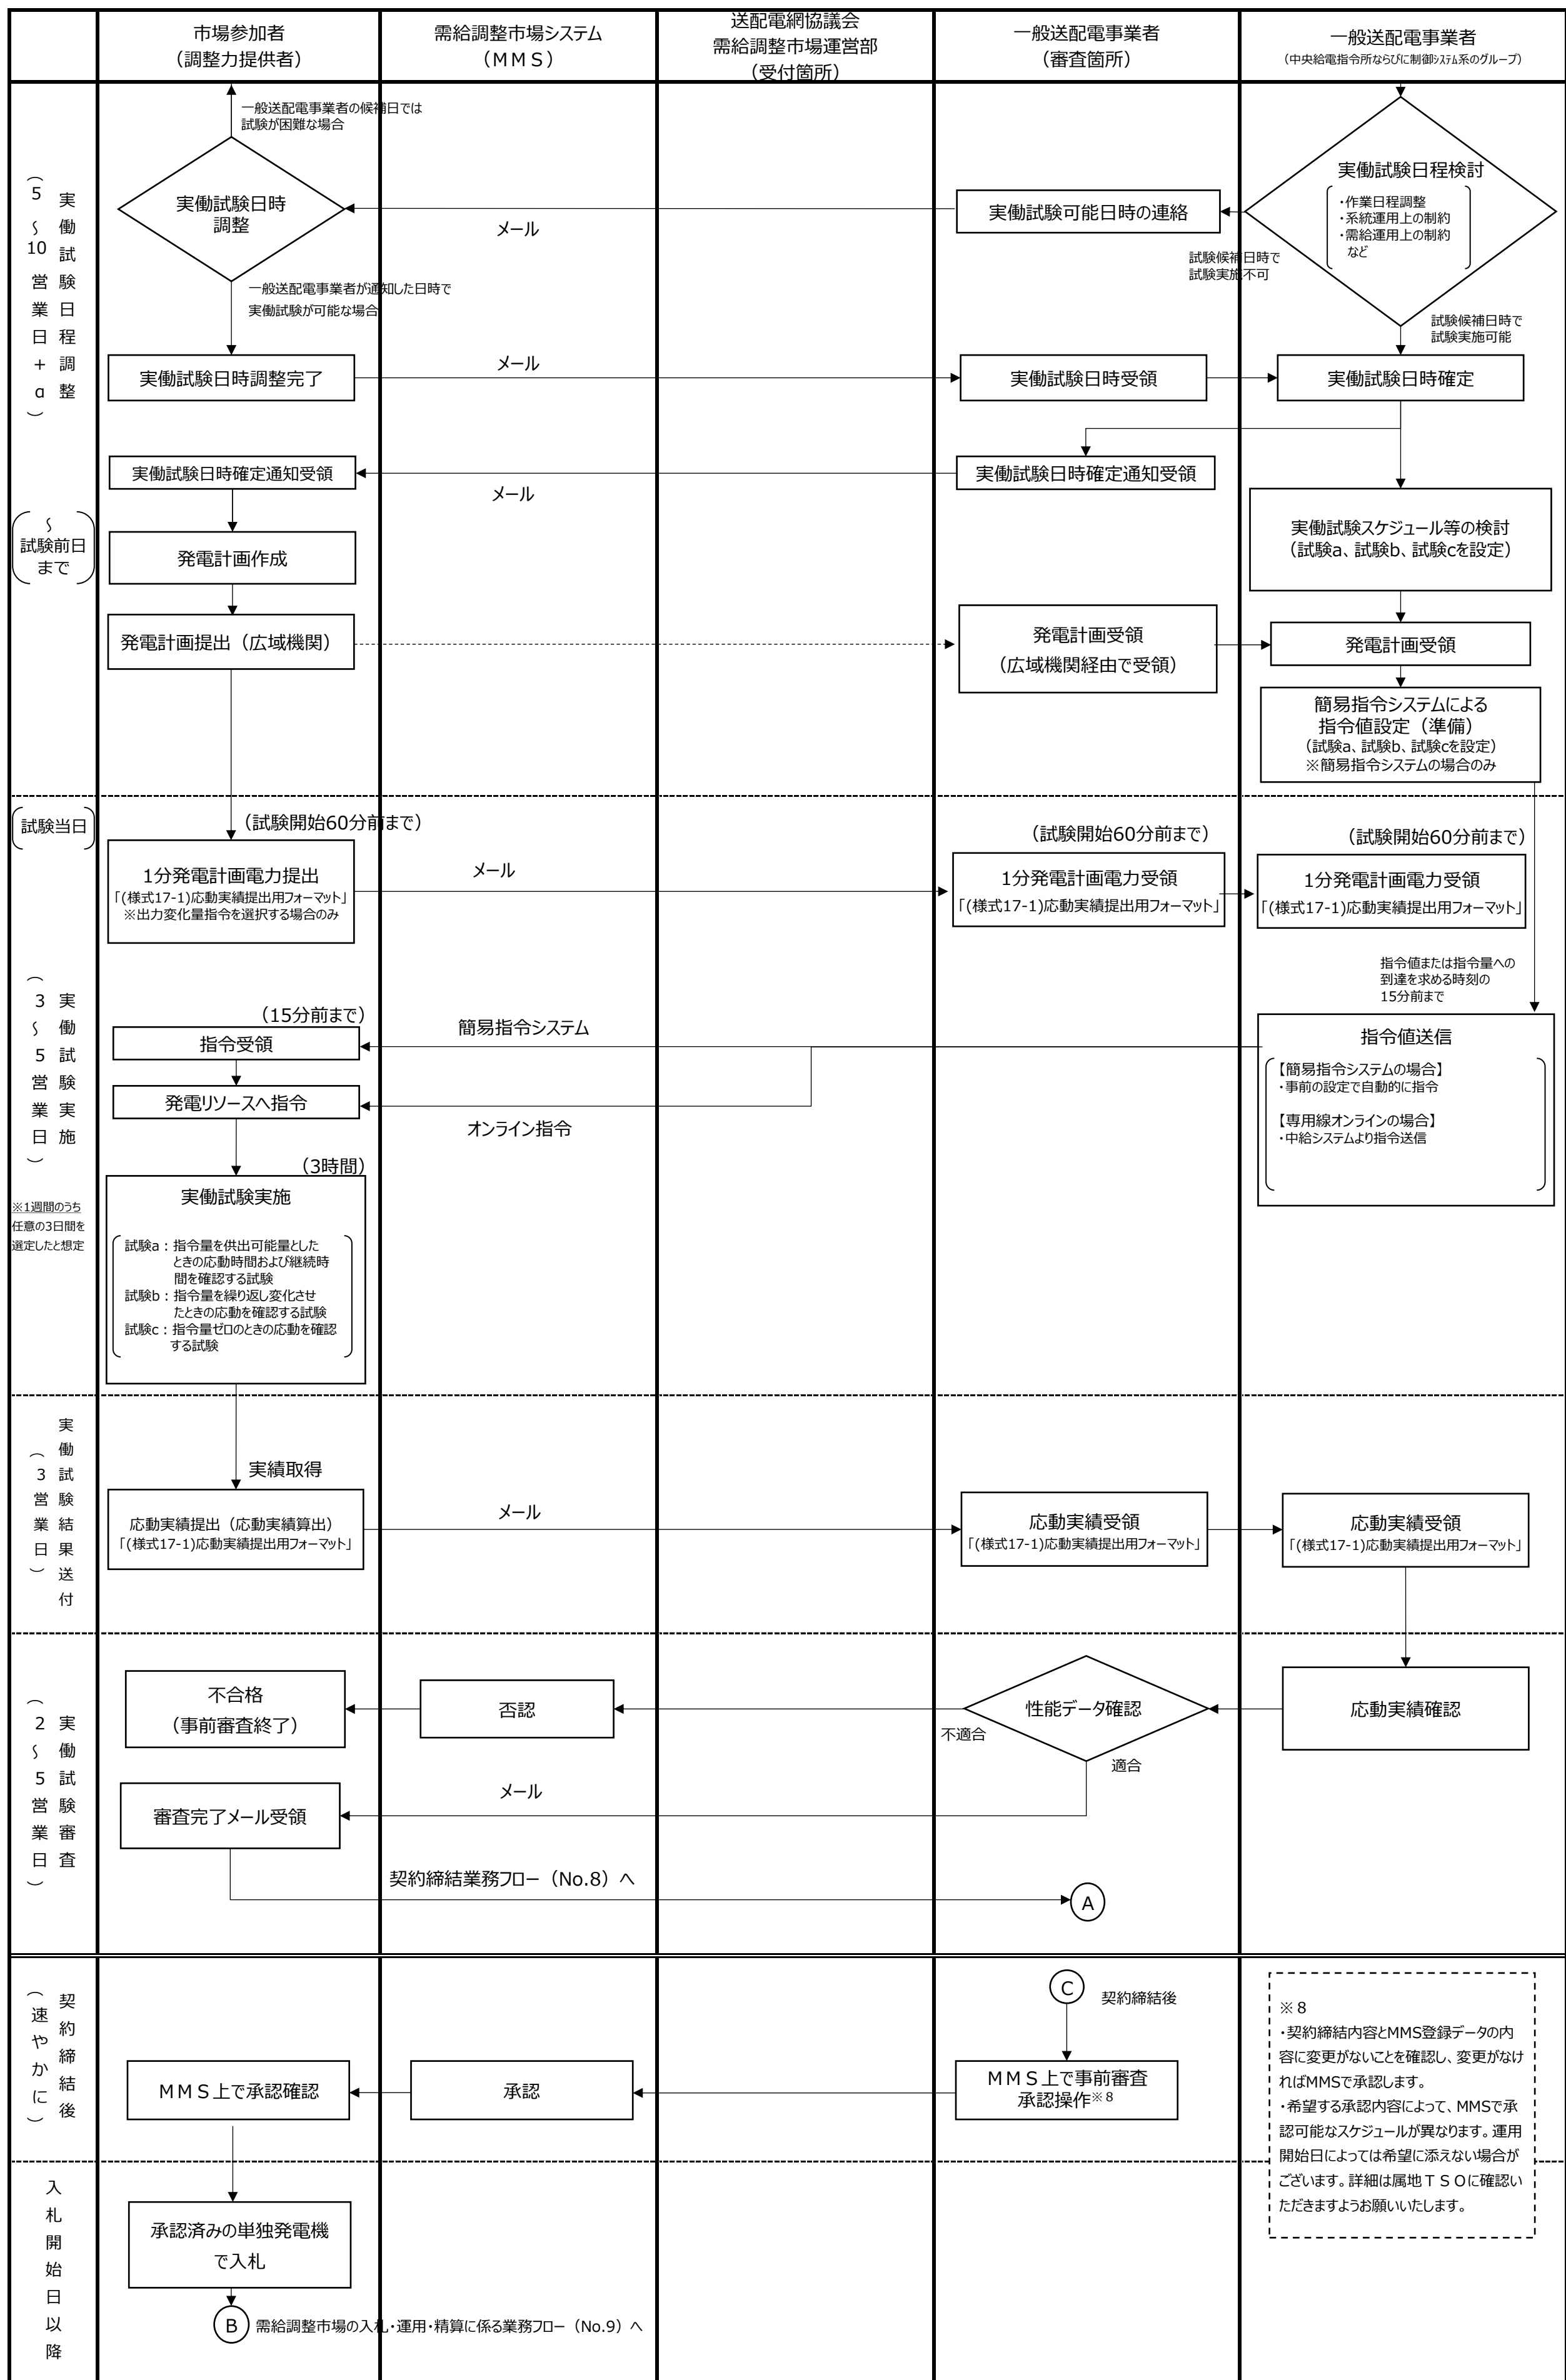 市場参加者
（調整力提供者）
需給調整市場システム
（ＭＭＳ）
送配電網協議会
需給調整市場運営部
（受付箇所）
一般送配電事業者
（審査箇所）
一般送配電事業者
（中央給電指令所ならびに制御システム系のグループ）
実働試験日程調整
（5～10営業日+α）
一般送配電事業者の候補日では
試験が困難な場合
実働試験日時
調整
メール
実働試験可能日時の連絡
実働試験日程検討
・作業日程調整
・系統運用上の制約
・需給運用上の制約
など
試験候補日時で
試験実施不可
一般送配電事業者が通知した日時で
実働試験が可能な場合
試験候補日時で
試験実施可能
実働試験日時調整完了
メール
実働試験日時受領
実働試験日時確定
実働試験日時確定通知受領
メール
実働試験日時確定通知受領
～
試験前日
まで
発電計画作成
実働試験スケジュール等の検討
（試験a、試験b、試験cを設定）
発電計画提出（広域機関）
発電計画受領
（広域機関経由で受領）
発電計画受領
簡易指令システムによる
指令値設定（準備）
（試験a、試験b、試験cを設定）
※簡易指令システムの場合のみ
試験当日
（試験開始60分前まで）
（試験開始60分前まで）
（試験開始60分前まで）
1分発電計画電力提出
「(様式17-1)応動実績提出用フォーマット」
※出力変化量指令を選択する場合のみ
メール
1分発電計画電力受領
「(様式17-1)応動実績提出用フォーマット」
1分発電計画電力受領
「(様式17-1)応動実績提出用フォーマット」
実働試験実施
（3～5営業日）
※1週間のうち
任意の3日間を
選定したと想定
指令値または指令量への
到達を求める時刻の
15分前まで
（15分前まで）
指令受領
簡易指令システム
指令値送信
【簡易指令システムの場合】
・事前の設定で自動的に指令
【専用線オンラインの場合】
・中給システムより指令送信
発電リソースへ指令
オンライン指令
（3時間）
実働試験実施
試験a：指令量を供出可能量とした
ときの応動時間および継続時
間を確認する試験
試験b：指令量を繰り返し変化させ
たときの応動を確認する試験
試験c：指令量ゼロのときの応動を確認
する試験
実働試験結果送付
（3営業日）
実績取得
応動実績提出（応動実績算出）
「(様式17-1)応動実績提出用フォーマット」
メール
応動実績受領
「(様式17-1)応動実績提出用フォーマット」
応動実績受領
「(様式17-1)応動実績提出用フォーマット」
実働試験審査
（2～5営業日）
不合格
（事前審査終了）
否認
性能データ確認
不適合
適合
応動実績確認
審査完了メール受領
メール
契約締結業務フロー（No.8）へ
A
契約締結後
（速やかに）
C
契約締結後
ＭＭＳ上で承認確認
承認
ＭＭＳ上で事前審査
承認操作※８
※８
・契約締結内容とMMS登録データの内
容に変更がないことを確認し、変更がなけ
ればMMSで承認します。
・希望する承認内容によって、MMSで承
認可能なスケジュールが異なります。運用
開始日によっては希望に添えない場合が
ございます。詳細は属地ＴＳＯに確認い
ただきますようお願いいたします。
入札開始日以降
承認済みの単独発電機
で入札
B
需給調整市場の入札・運用・精算に係る業務フロー（No.9）へ